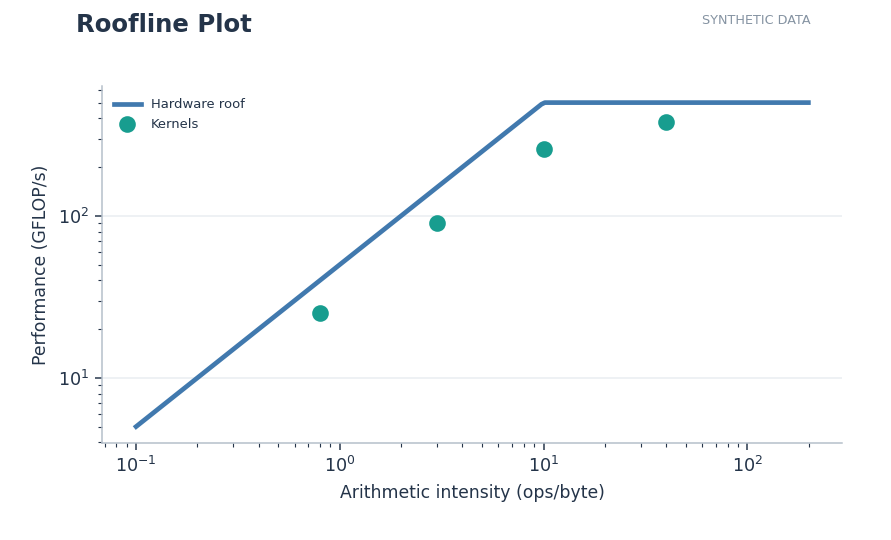 Roofline Plot
SYNTHETIC DATA
Hardware roof
Kernels
Performance (GFLOP/s)
10²
10¹
10⁻¹ 10⁰ 10¹ 10²
Arithmetic intensity (ops/byte)